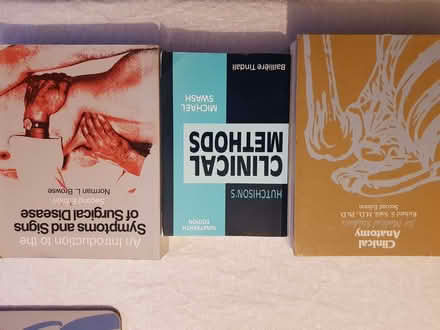 An Introduction to the
Symptoms and Signs
of Surgical Disease
Second Edition
Norman L. Browse
HUTCHISON'S
NINETEENTH
EDITION
CLINICAL
METHODS
MICHAEL
SWASH
Baillière Tindall
Clinical
Anatomy
for Medical Students
Second Edition
Richard S. Snell, M.D., Ph.D.